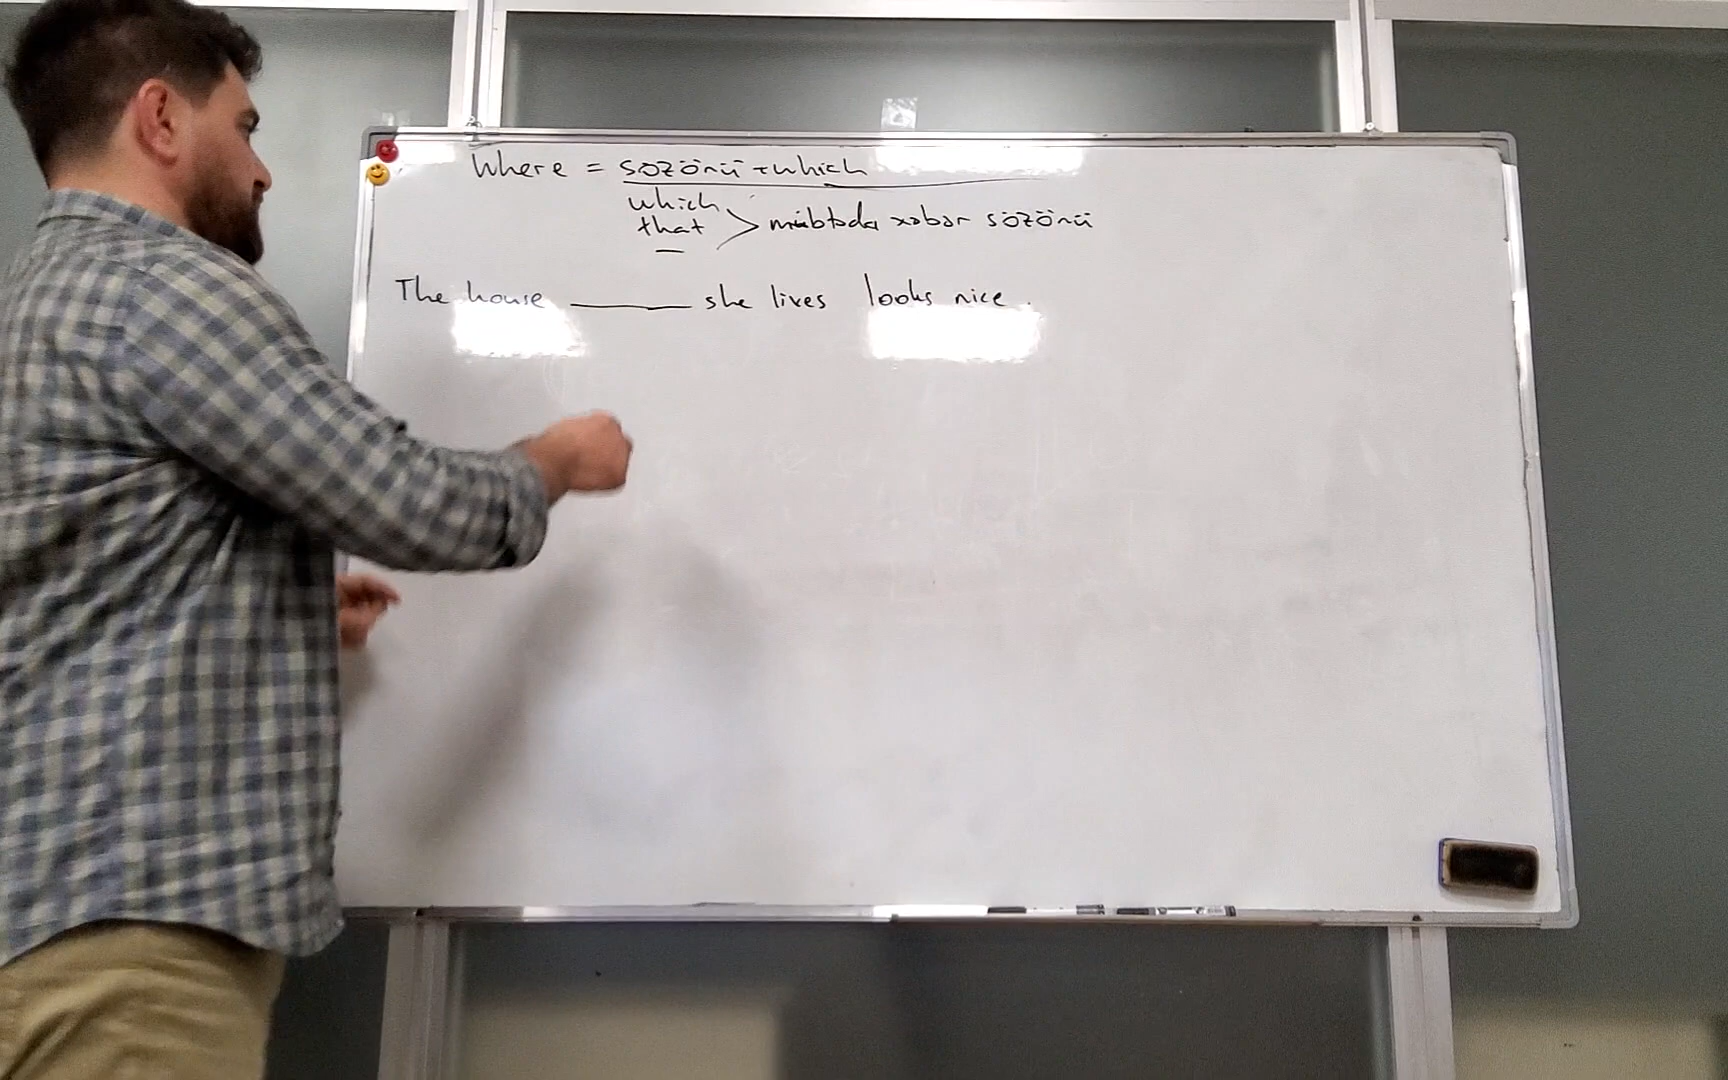 Where = sözönü + which
which
that > mübtəda xəbər sözönü
The house ______ she lives looks nice.